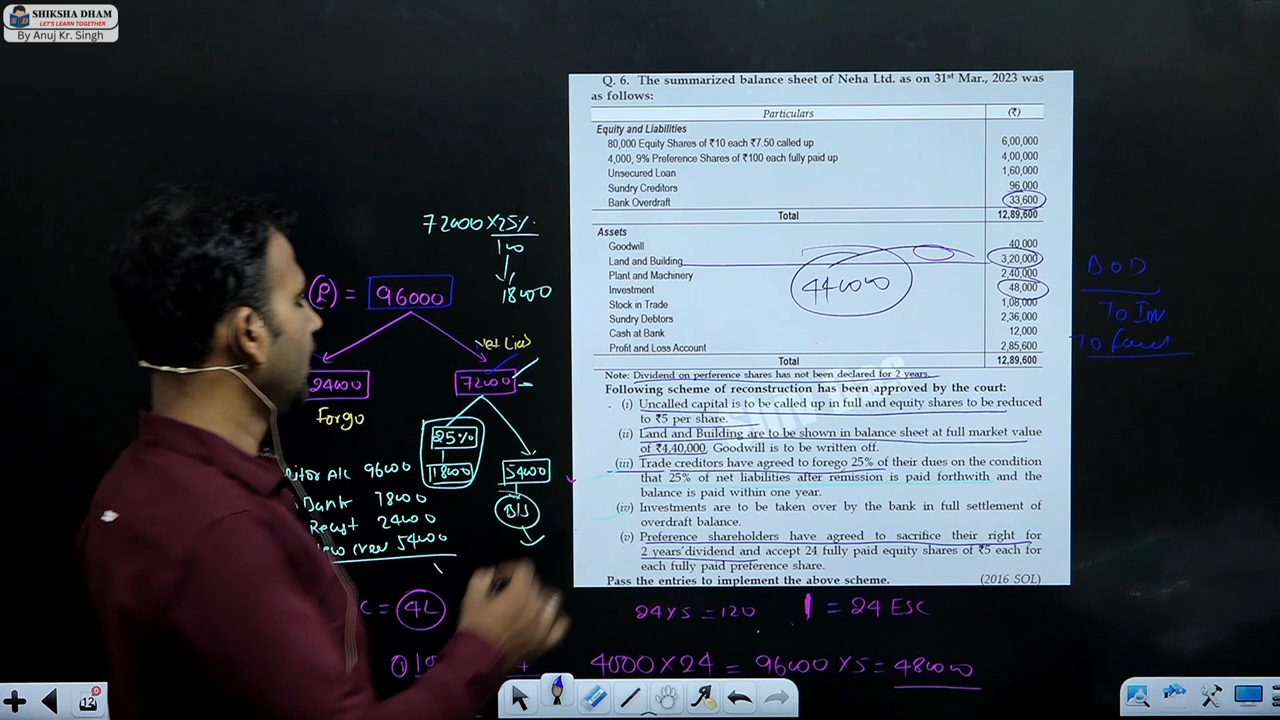 SHIKSHA DHAM
LET'S LEARN TOGETHER
By Anuj Kr. Singh
Q. 6. The summarized balance sheet of Neha Ltd. as on 31st Mar., 2023 was
as follows:
Particulars (₹)
Equity and Liabilities
80,000 Equity Shares of ₹10 each ₹7.50 called up 6,00,000
4,000, 9% Preference Shares of ₹100 each fully paid up 4,00,000
Unsecured Loan 1,60,000
Sundry Creditors 96,000
Bank Overdraft 33,600
Total 12,89,600
Assets
Goodwill 40,000
Land and Building 3,20,000
Plant and Machinery 2,40,000
Investment 48,000
Stock in Trade 1,08,000
Sundry Debtors 2,36,000
Cash at Bank 12,000
Profit and Loss Account 2,85,600
Total 12,89,600
Note: Dividend on perference shares has not been declared for 2 years.
Following scheme of reconstruction has been approved by the court:
(i) Uncalled capital is to be called up in full and equity shares to be reduced
to ₹5 per share.
(ii) Land and Building are to be shown in balance sheet at full market value
of ₹4,40,000. Goodwill is to be written off.
(iii) Trade creditors have agreed to forego 25% of their dues on the condition
that 25% of net liabilities after remission is paid forthwith and the
balance is paid within one year.
(iv) Investments are to be taken over by the bank in full settlement of
overdraft balance.
(v) Preference shareholders have agreed to sacrifice their right for
2 years' dividend and accept 24 fully paid equity shares of ₹5 each for
each fully paid preference share.
Pass the entries to implement the above scheme. (2016 SOL)
440000
72000 X 25%
100
18000
= 96000
24000
Forgo
72000
25%
18000
54000
B/S
A/c 96000
Bank 18000
24000
54000
BOD
TO
TO
= 4L
24 X 5 = 120
1 = 24 ESC
4000 X 24 = 96000 X 5 = 480000
12